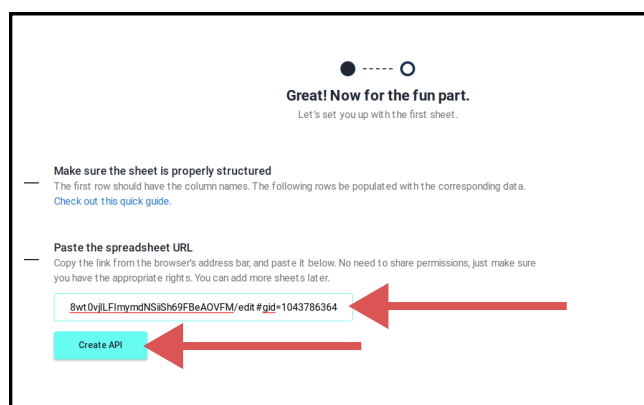 Great! Now for the fun part.
Let's set you up with the first sheet.
Make sure the sheet is properly structured
The first row should have the column names. The following rows be populated with the corresponding data.
Check out this quick guide.
Paste the spreadsheet URL
Copy the link from the browser's address bar, and paste it below. No need to share permissions, just make sure
you have the appropriate rights. You can add more sheets later.
8wt0vjlLFImymdNSiiSh69FBeAOVFM/edit#gid=1043786364
Create API